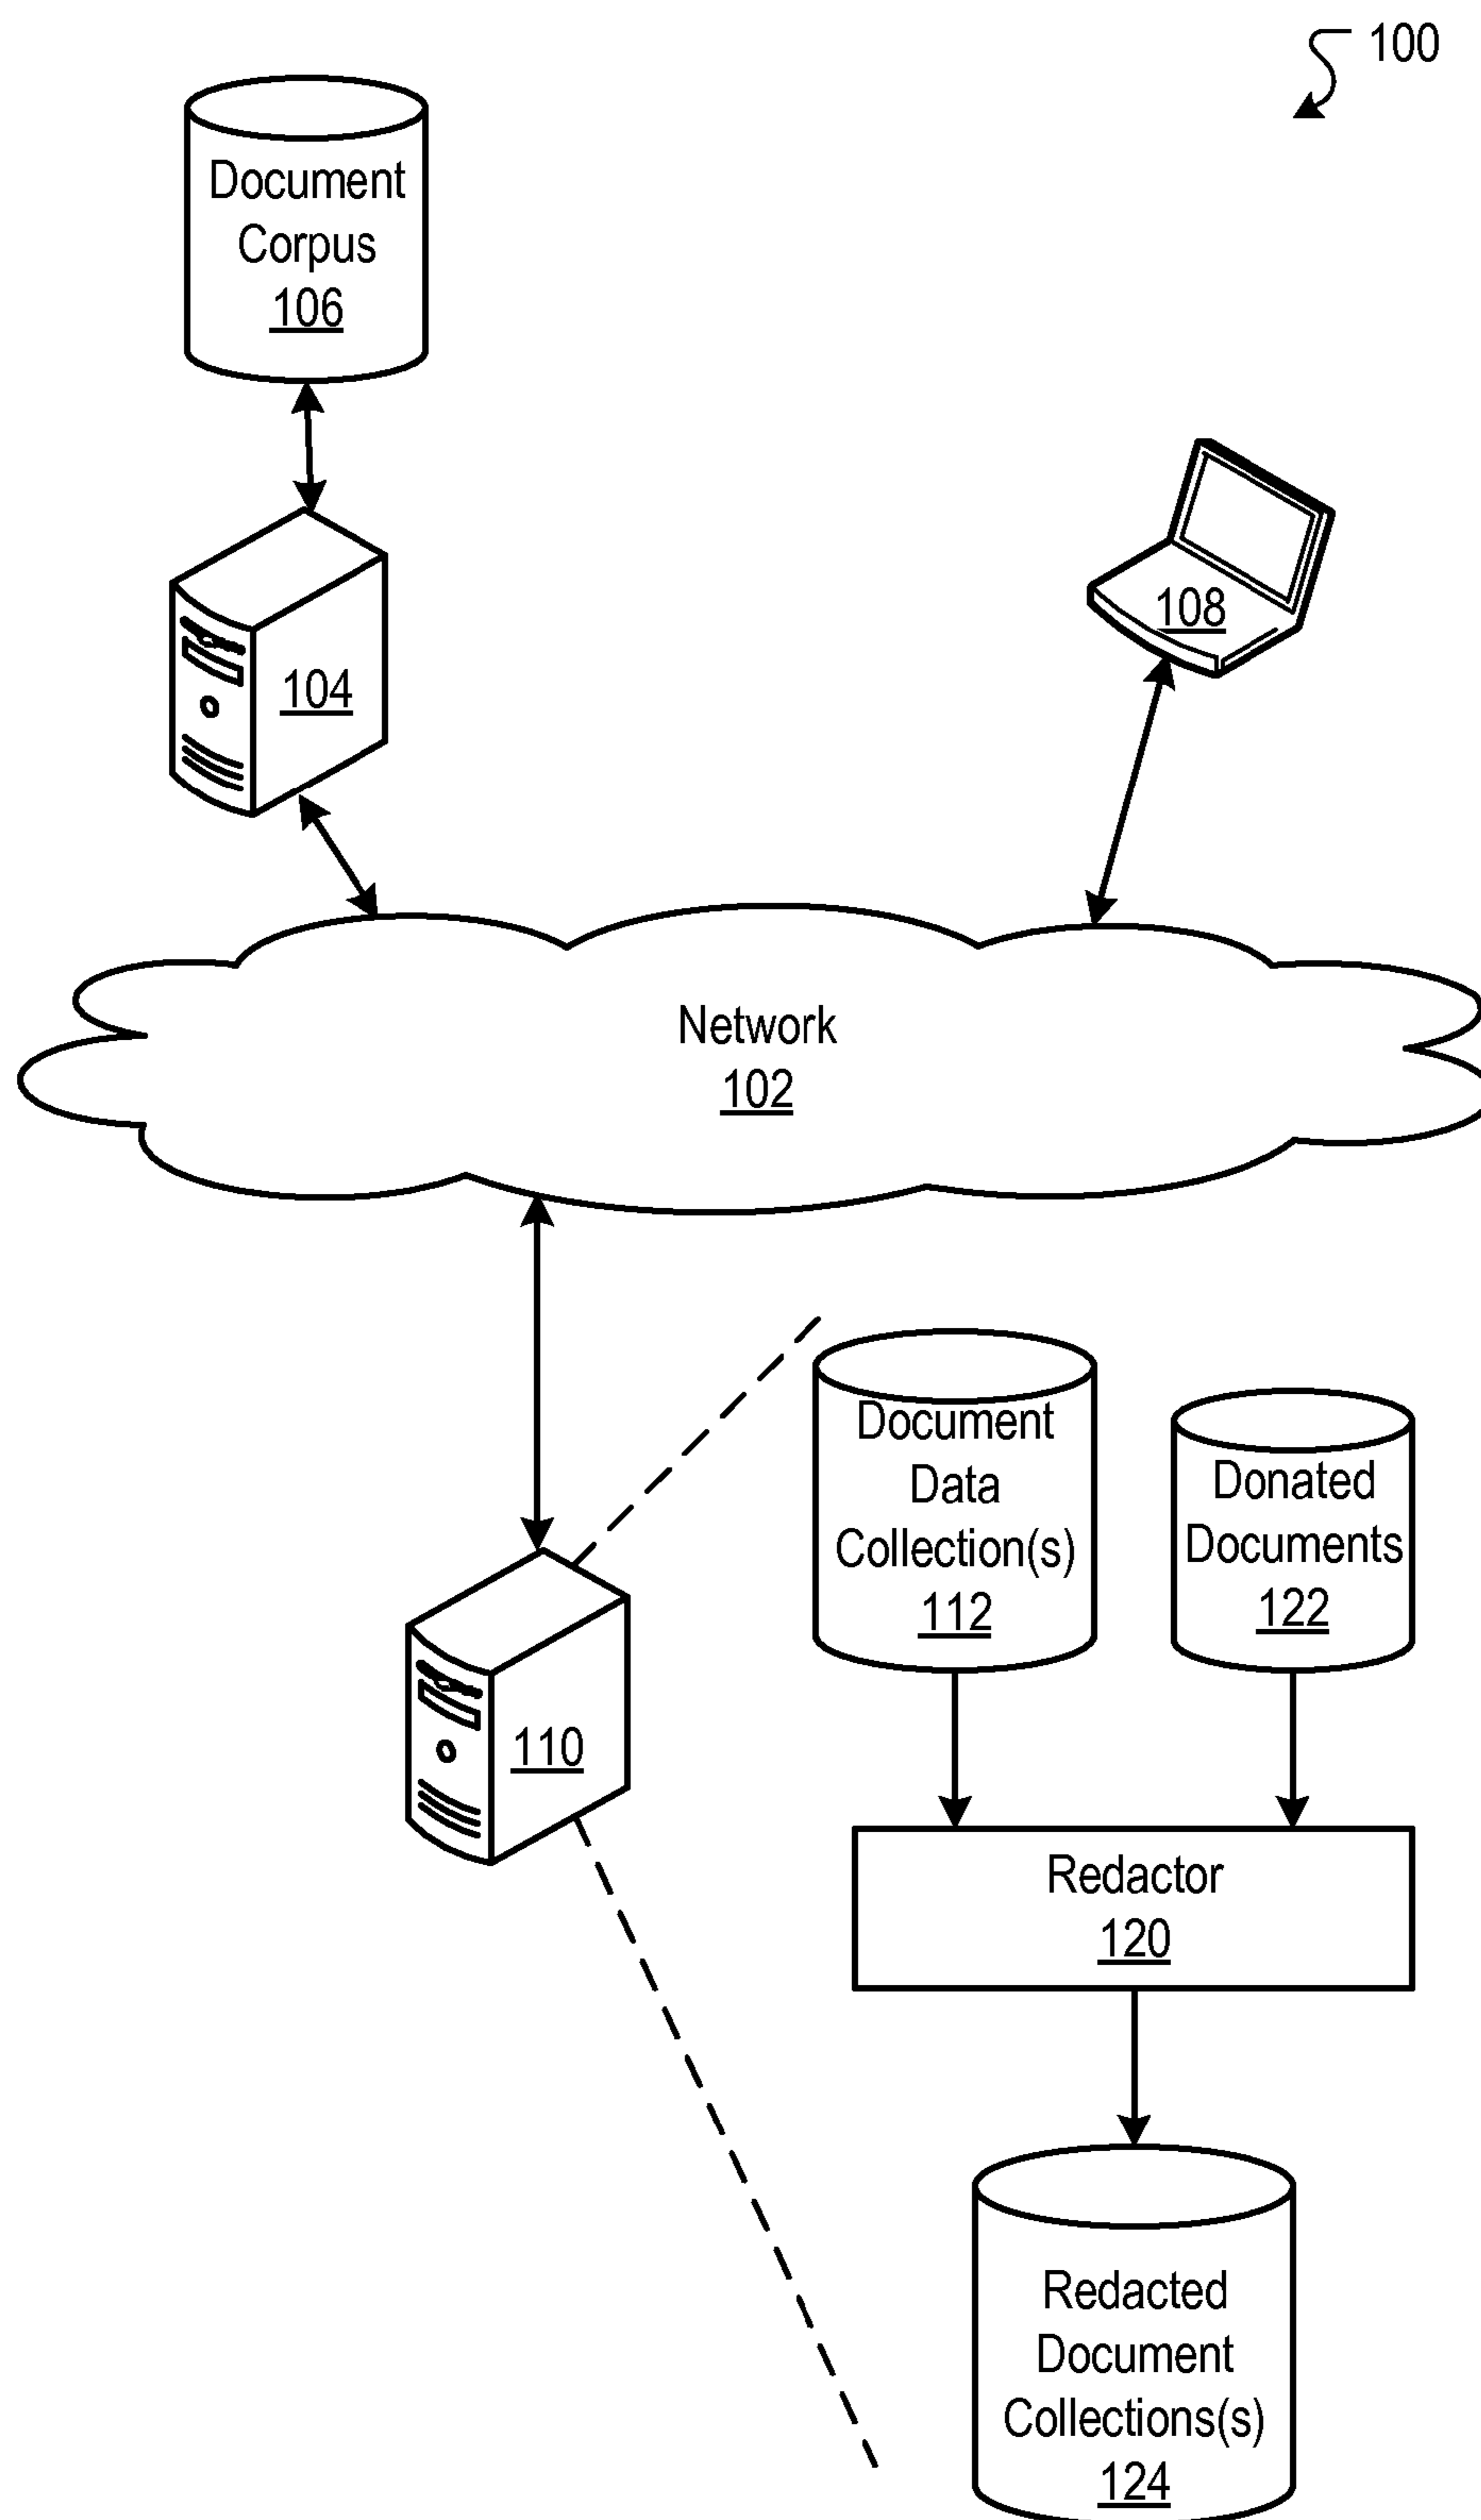 100
Document
Corpus
106
108
104
Network
102
Document
Data
Collection(s)
112
Donated
Documents
122
110
Redactor
120
Redacted
Document
Collections(s)
124